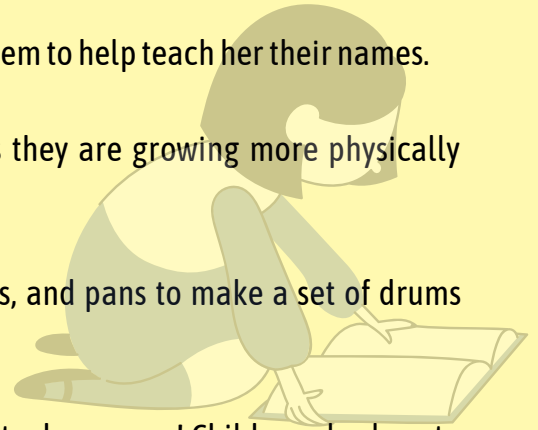 em to help teach her their names.
they are growing more physically
s, and pans to make a set of drums
! Children